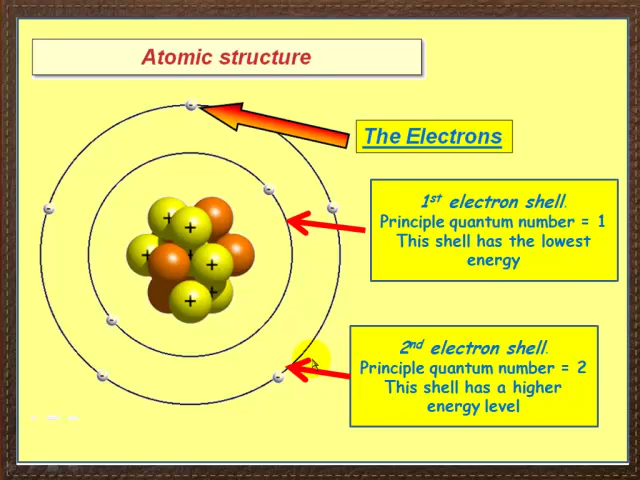 Atomic structure
The Electrons
1st electron shell.
Principle quantum number = 1
This shell has the lowest
energy
2nd electron shell.
Principle quantum number = 2
This shell has a higher
energy level